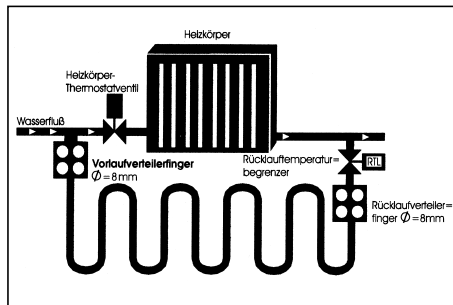 Heizkörper
Heizkörper-
Thermostatventil
Wasserfluß
Vorlaufverteilerfinger
Ø = 8mm
Rücklauftemperatur=
begrenzer
RTL
Rücklaufverteiler=
finger Ø = 8mm